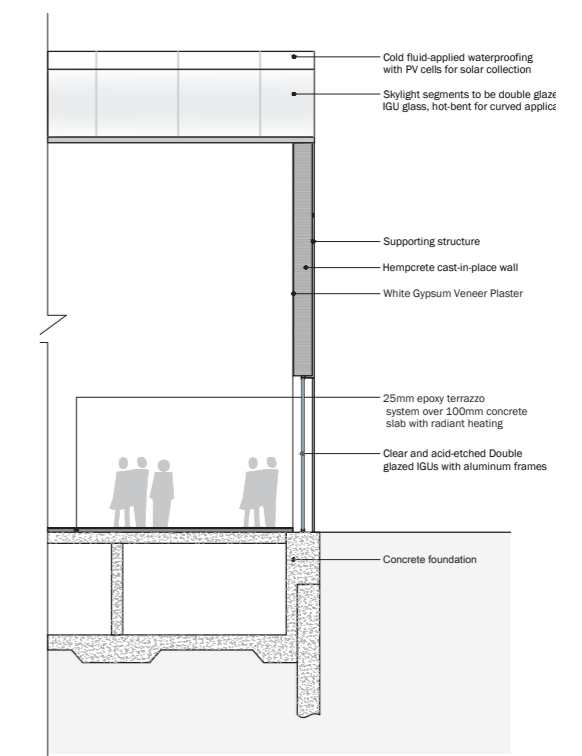 Cold fluid-applied waterproofing
with PV cells for solar collection
Skylight segments to be double glaze
IGU glass, hot-bent for curved applica
Supporting structure
Hempcrete cast-in-place wall
White Gypsum Veneer Plaster
25mm epoxy terrazzo
system over 100mm concrete
slab with radiant heating
Clear and acid-etched Double
glazed IGUs with aluminum frames
Concrete foundation